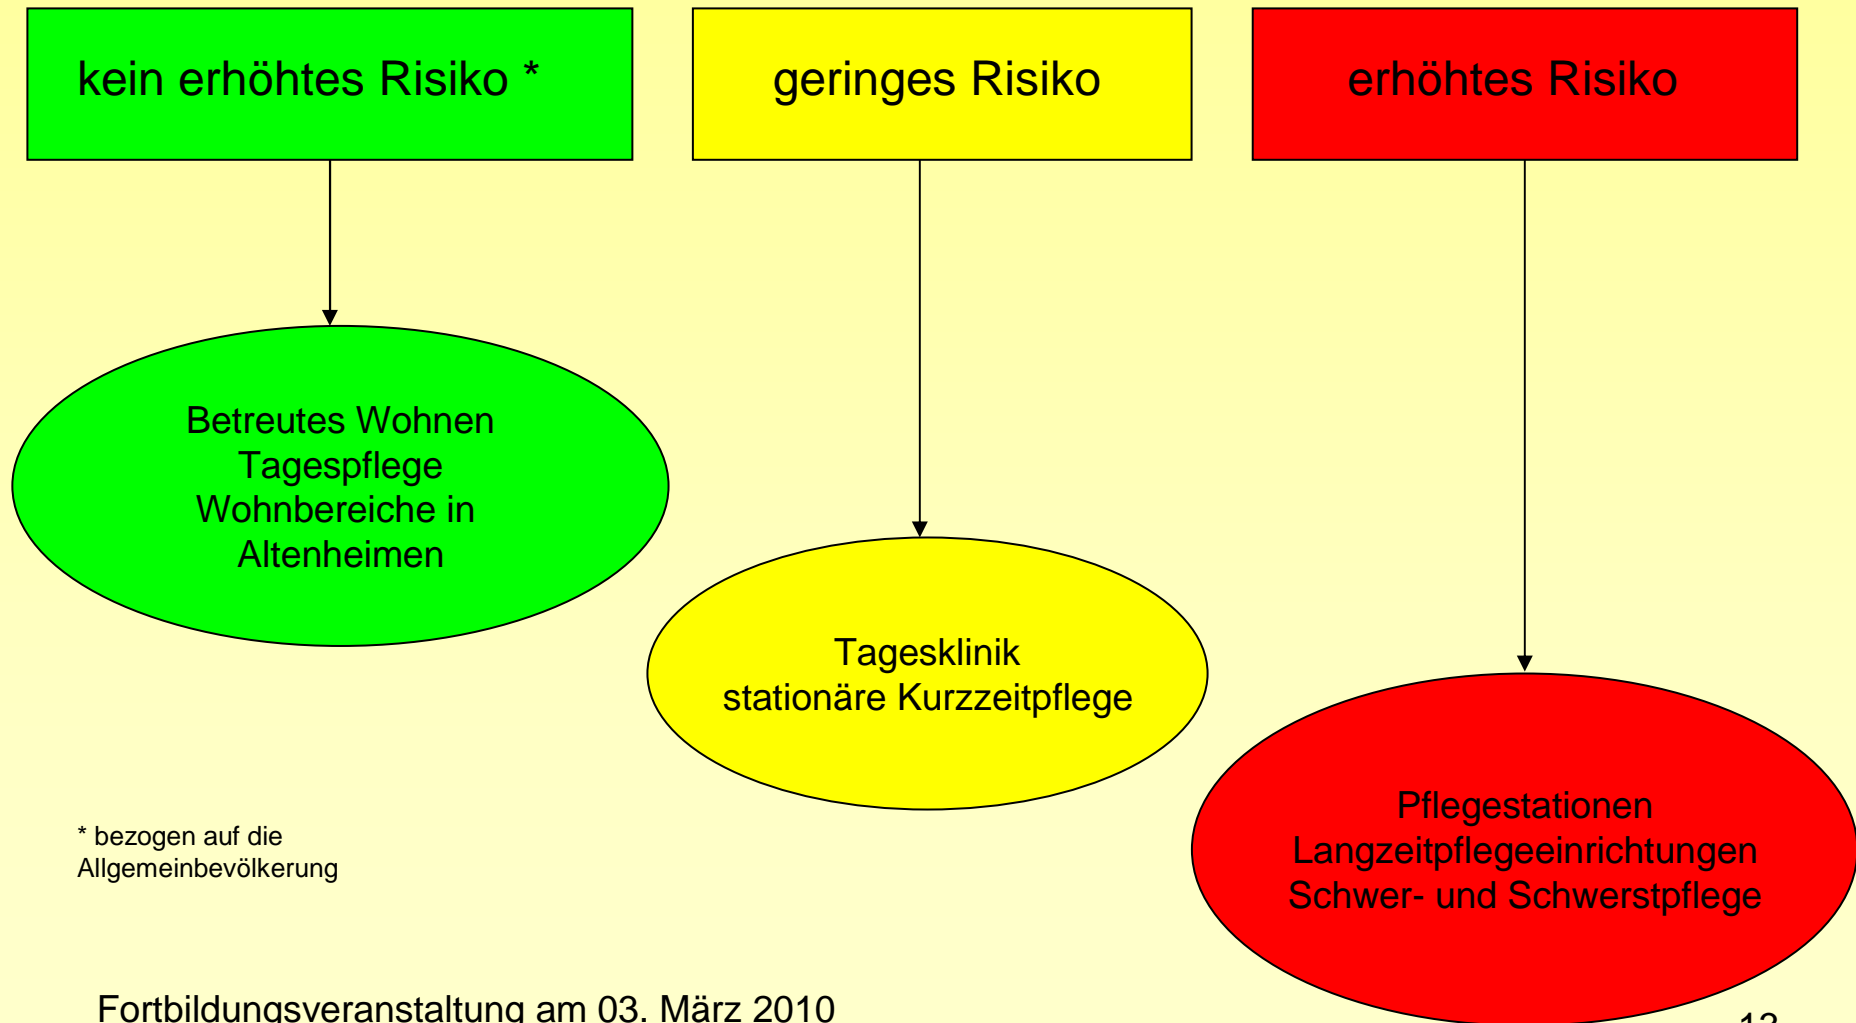 kein erhöhtes Risiko *
geringes Risiko
erhöhtes Risiko
Betreutes Wohnen
Tagespflege
Wohnbereiche in
Altenheimen
Tagesklinik
stationäre Kurzzeitpflege
Pflegestationen
Langzeitpflegeeinrichtungen
Schwer- und Schwerstpflege
* bezogen auf die
Allgemeinbevölkerung
Fortbildungsveranstaltung am 03. März 2010